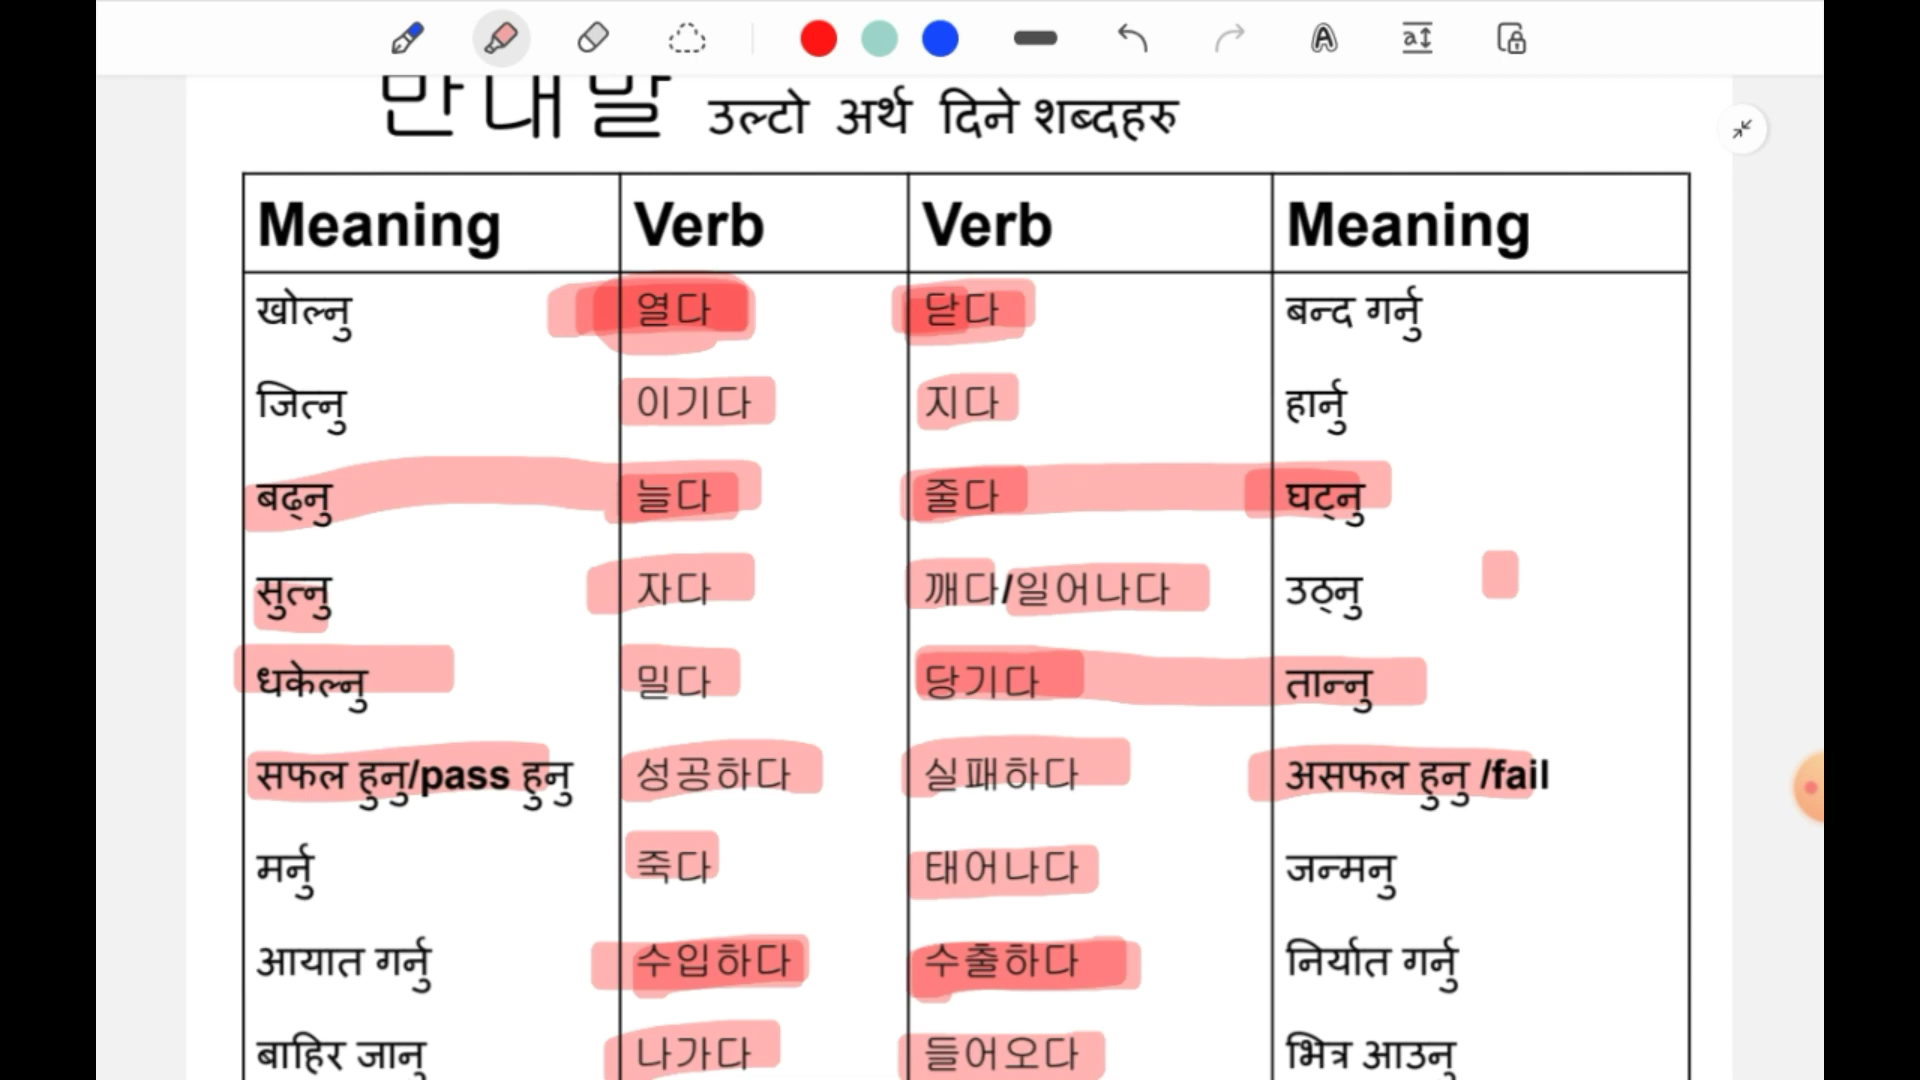 반대말 उल्टो अर्थ दिने शब्दहरु
Meaning Verb Verb Meaning
खोल्नु 열다 닫다 बन्द गर्नु
जित्नु 이기다 지다 हार्नु
बढ्नु 늘다 줄다 घट्नु
सुत्नु 자다 깨다/일어나다 उठ्नु
धकेल्नु 밀다 당기다 तान्नु
सफल हुनु/pass हुनु 성공하다 실패하다 असफल हुनु /fail
मर्नु 죽다 태어나다 जन्मनु
आयात गर्नु 수입하다 수출하다 निर्यात गर्नु
बाहिर जानु 나가다 들어오다 भित्र आउनु